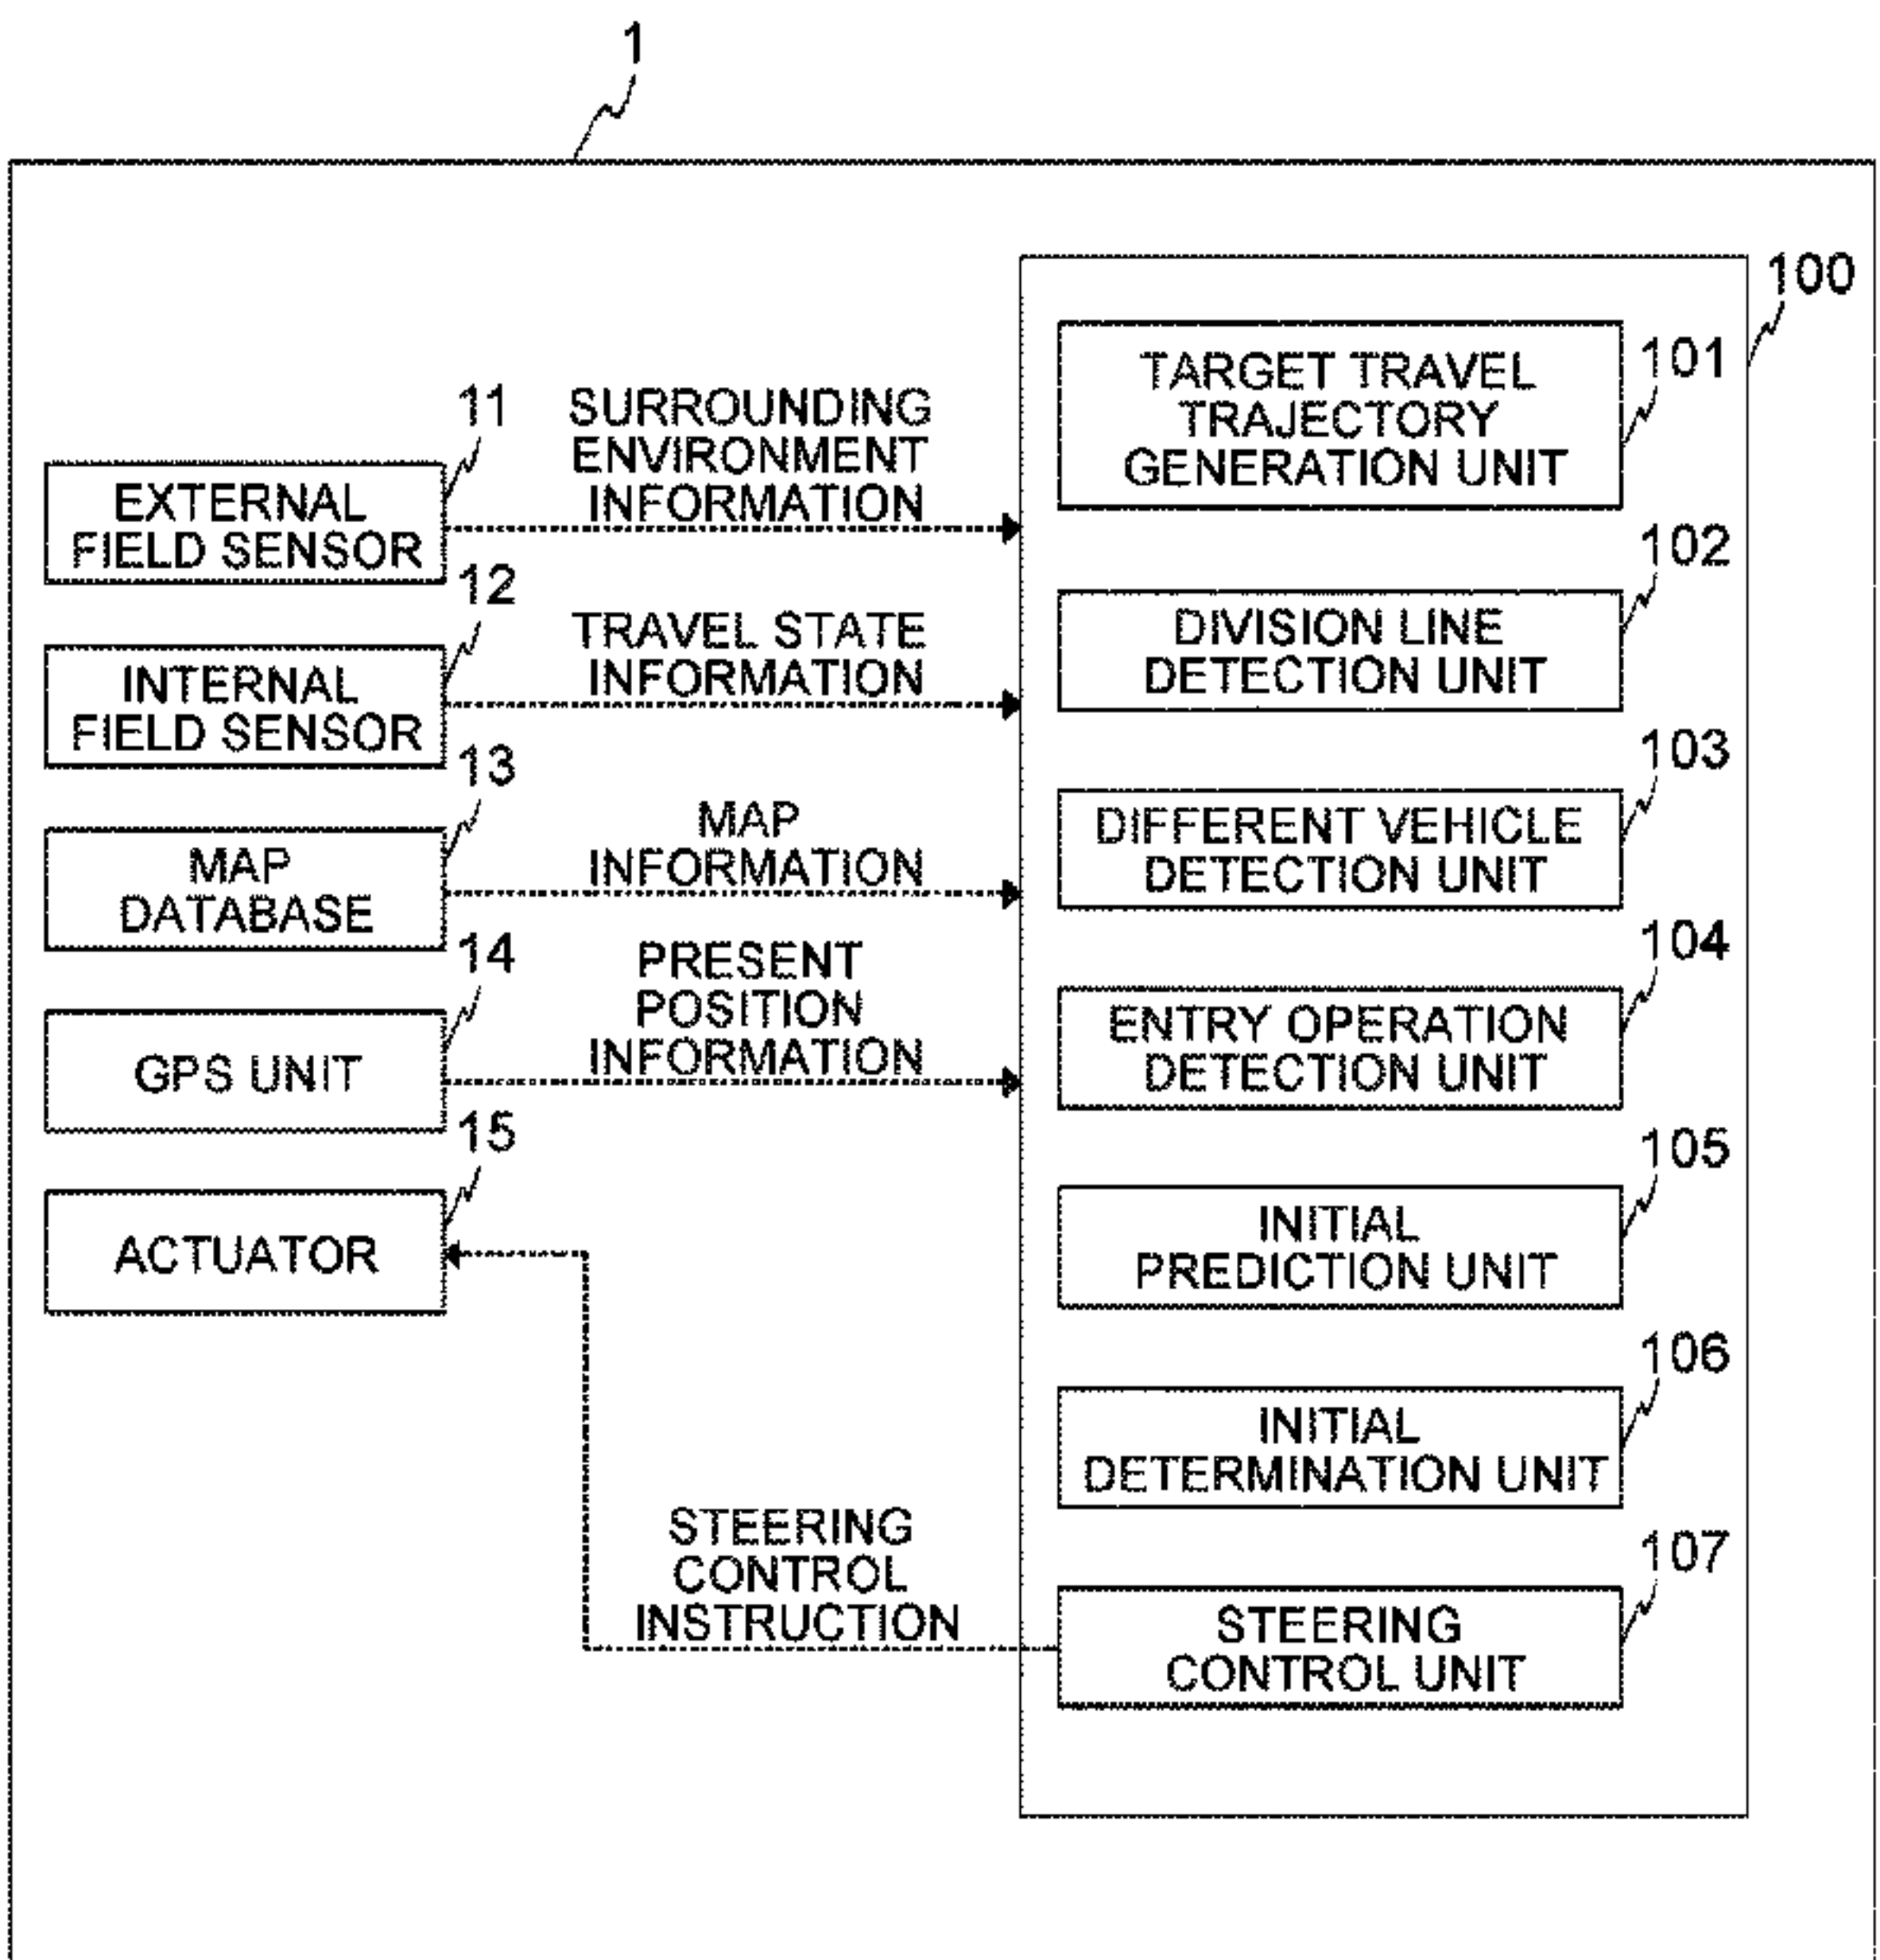 1
100
TARGET TRAVEL
TRAJECTORY
GENERATION UNIT
101
11
SURROUNDING
ENVIRONMENT
INFORMATION
EXTERNAL
FIELD SENSOR
102
DIVISION LINE
DETECTION UNIT
12
TRAVEL STATE
INFORMATION
INTERNAL
FIELD SENSOR
103
DIFFERENT VEHICLE
DETECTION UNIT
13
MAP
INFORMATION
MAP
DATABASE
104
ENTRY OPERATION
DETECTION UNIT
14
PRESENT
POSITION
INFORMATION
GPS UNIT
105
INITIAL
PREDICTION UNIT
15
ACTUATOR
106
INITIAL
DETERMINATION UNIT
STEERING
CONTROL
INSTRUCTION
107
STEERING
CONTROL UNIT